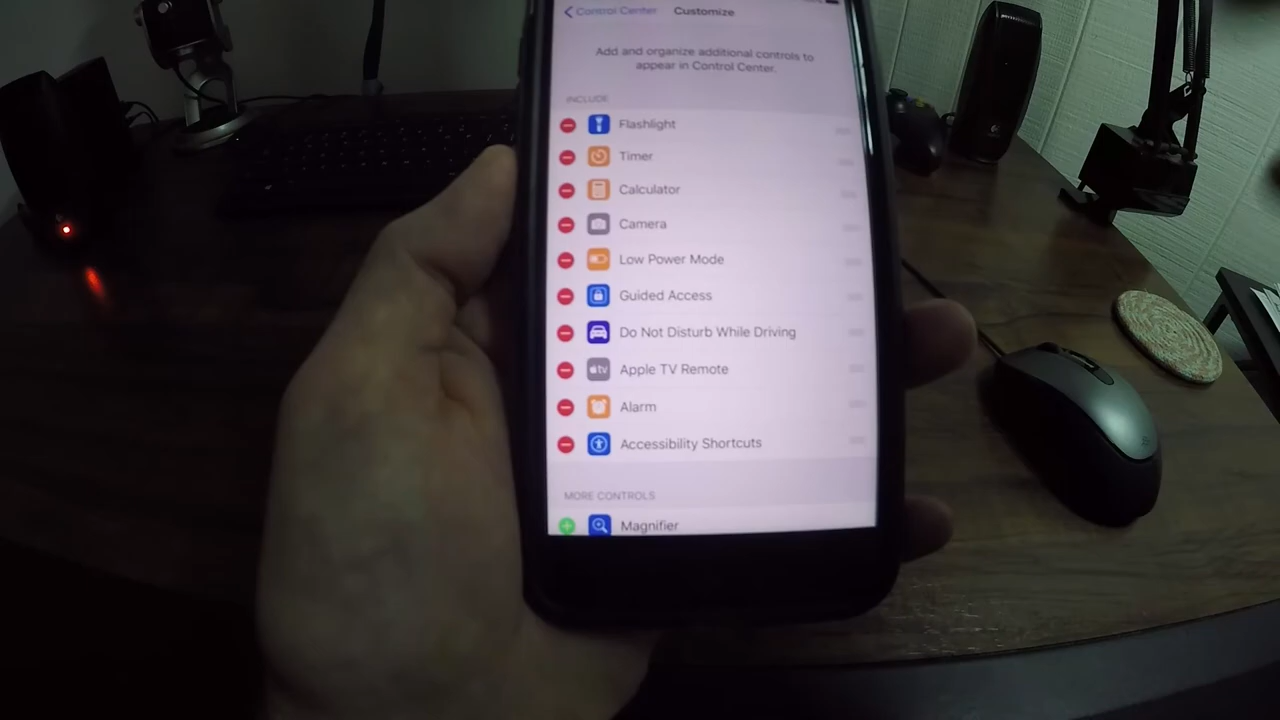 Control Center Customize
Add and organize additional controls to
appear in Control Center.
INCLUDE
Flashlight
Timer
Calculator
Camera
Low Power Mode
Guided Access
Do Not Disturb While Driving
tv Apple TV Remote
Alarm
Accessibility Shortcuts
MORE CONTROLS
Magnifier